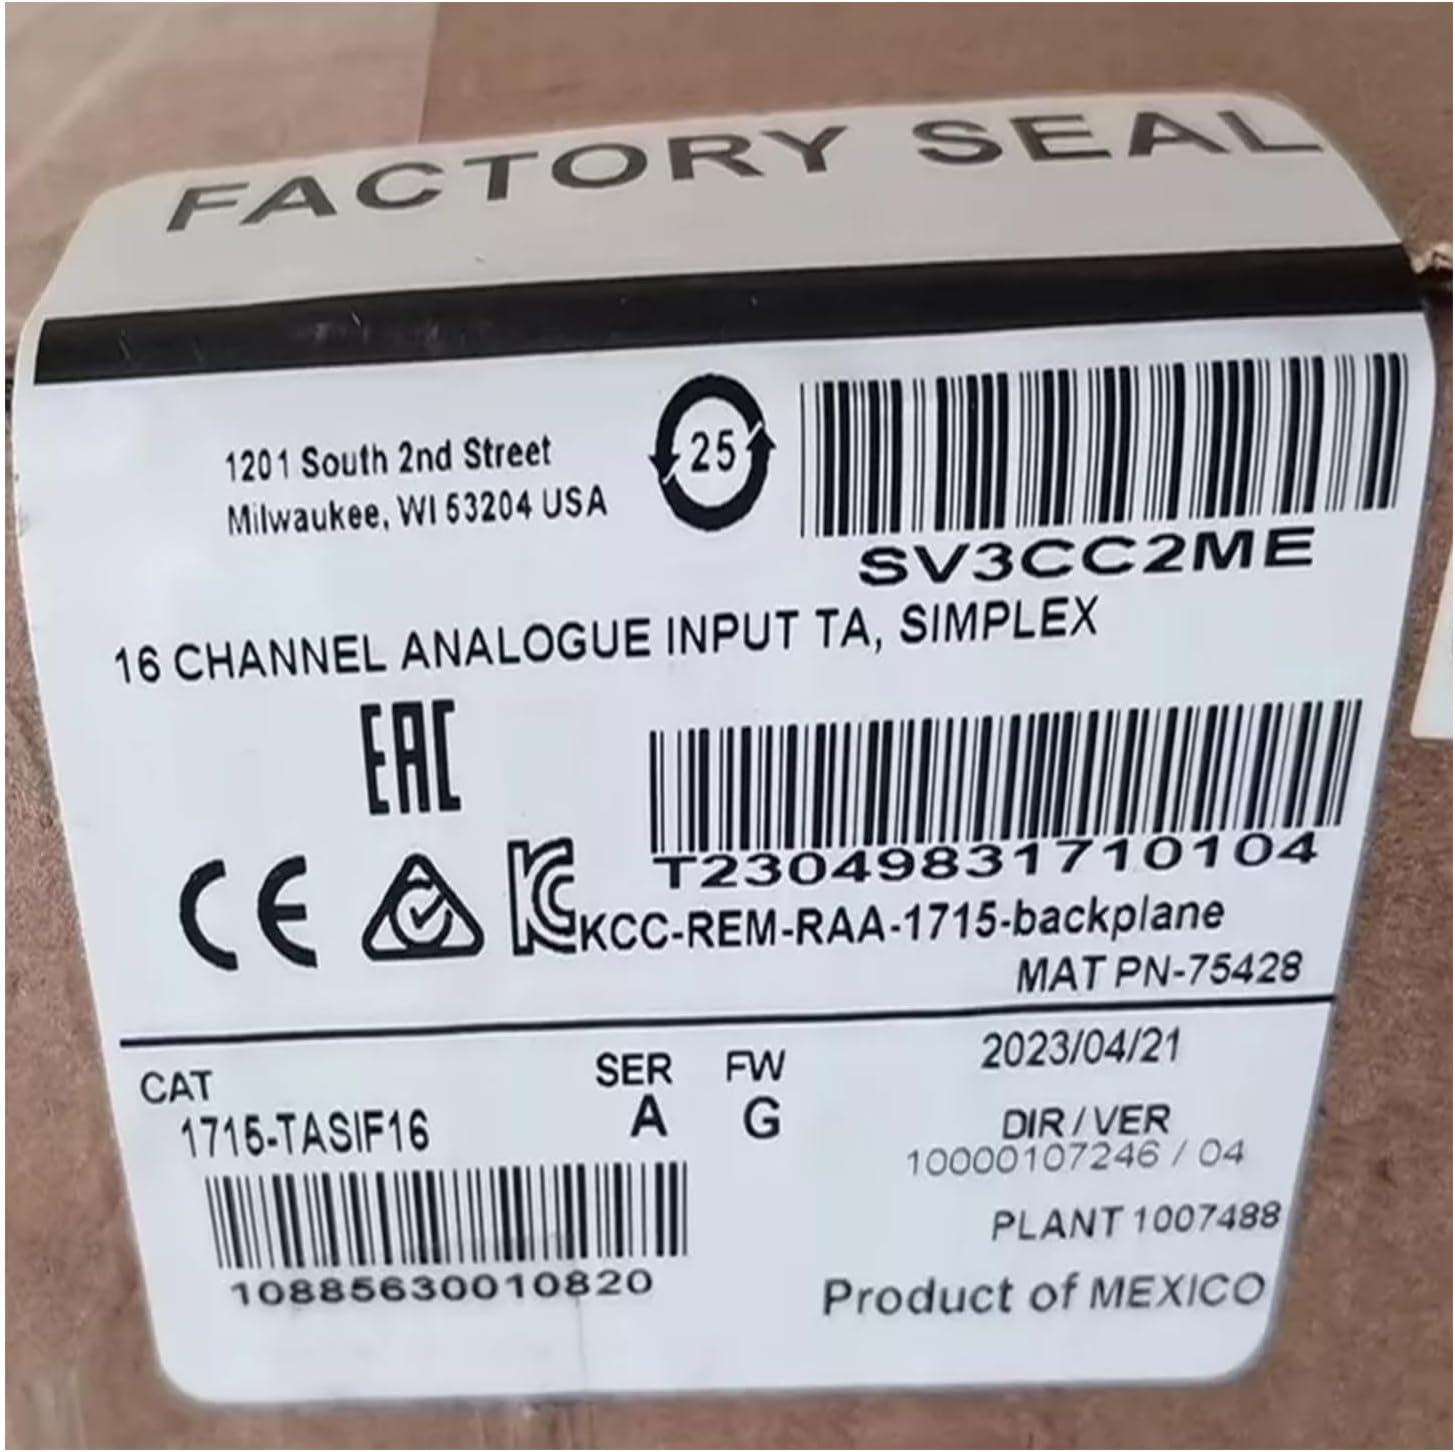 FACTORY SEAL
1201 South 2nd Street
Milwaukee, WI 53204 USA
25
SV3CC2ME
16 CHANNEL ANALOGUE INPUT TA, SIMPLEX
EAC
T23049831710104
CE
KC
KCC-REM-RAA-1715-backplane
MAT PN-75428
CAT
1715-TASIF16
SER
A
FW
G
2023/04/21
DIR / VER
10000107246 / 04
PLANT 1007488
10885630010820
Product of MEXICO